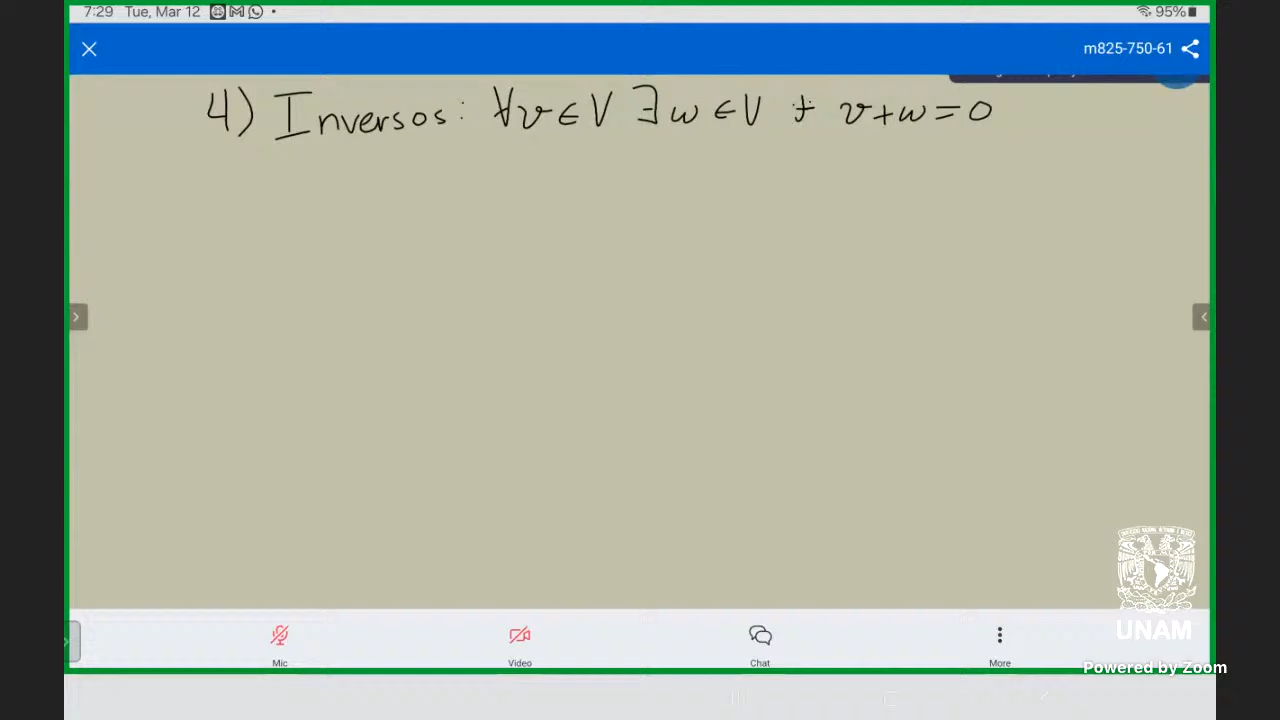 7:29 Tue, Mar 12 95%
m825-750-61
4) Inversos: ∀v∈V ∃w∈V + v+w=0
UNAM
Mic Video Chat More
Powered by Zoom